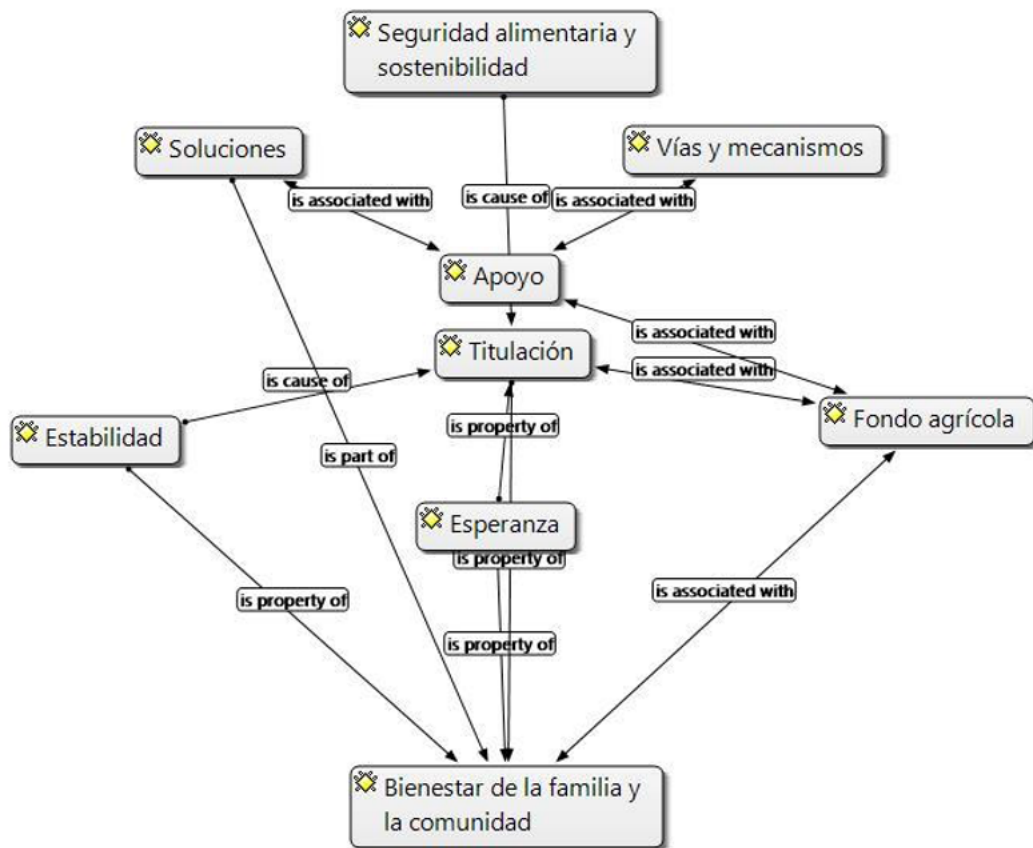 Seguridad alimentaria y
sostenibilidad
Soluciones
Vías y mecanismos
is associated with
is cause of
is associated with
Apoyo
is associated with
Titulación
is associated with
is cause of
Estabilidad
Fondo agrícola
is property of
is part of
Esperanza
is property of
is associated with
is property of
is property of
Bienestar de la familia y
la comunidad